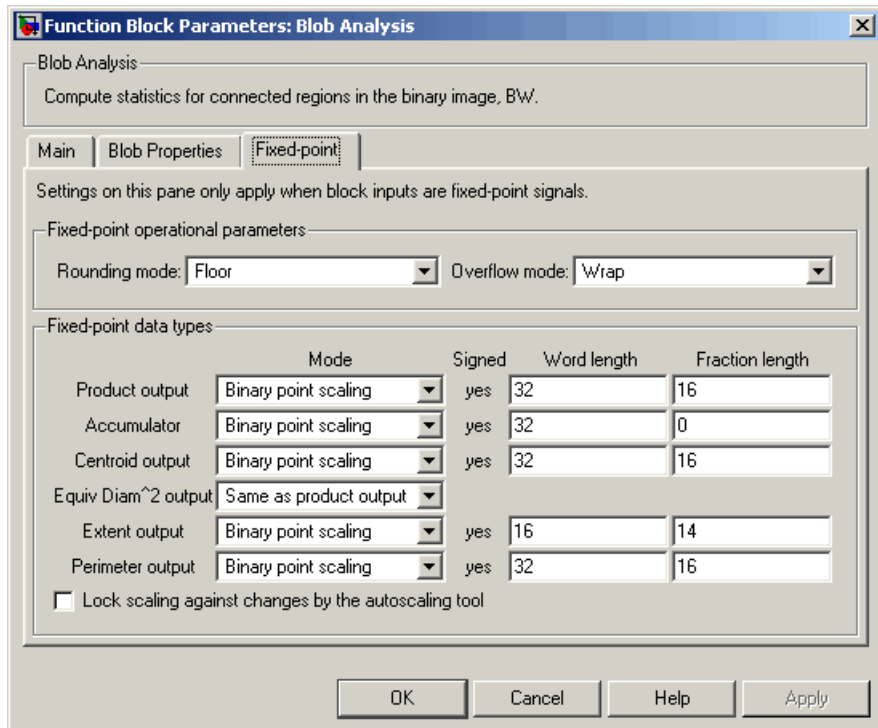 Function Block Parameters: Blob Analysis
Blob Analysis
Compute statistics for connected regions in the binary image, BW.
Main Blob Properties Fixed-point
Settings on this pane only apply when block inputs are fixed-point signals.
Fixed-point operational parameters
Rounding mode: Floor Overflow mode: Wrap
Fixed-point data types
Mode Signed Word length Fraction length
Product output Binary point scaling yes 32 16
Accumulator Binary point scaling yes 32 0
Centroid output Binary point scaling yes 32 16
Equiv Diam^2 output Same as product output
Extent output Binary point scaling yes 16 14
Perimeter output Binary point scaling yes 32 16
Lock scaling against changes by the autoscaling tool
OK Cancel Help Apply